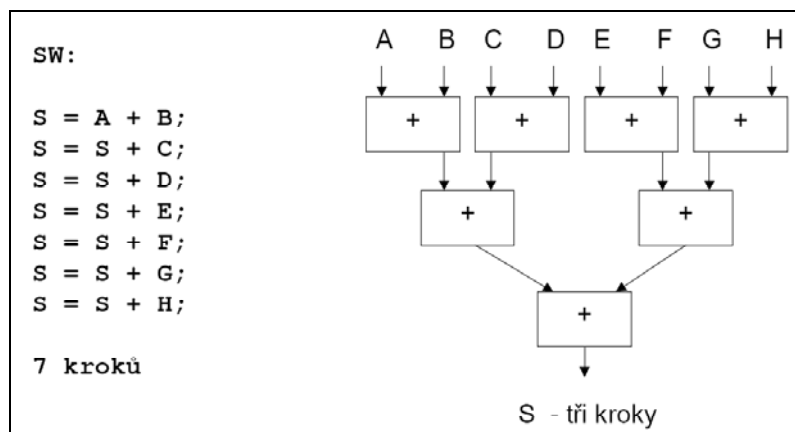 SW:
S = A + B;
S = S + C;
S = S + D;
S = S + E;
S = S + F;
S = S + G;
S = S + H;
7 kroků
A B C D E F G H
+ + + +
+ +
+
S - tři kroky